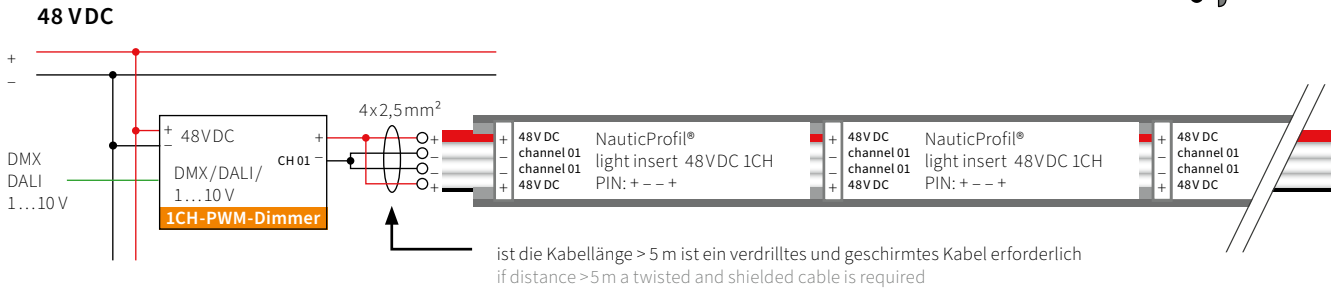 48 VDC
+
–
4x2,5mm²
DMX
DALI
1…10 V
+ 48VDC
–
DMX/DALI/
1…10 V
+
CH 01 –
1CH-PWM-Dimmer
+
–
–
+
+ 48V DC
– channel 01
– channel 01
+ 48V DC
NauticProfil®
light insert 48VDC 1CH
PIN: + – – +
+ 48V DC
– channel 01
– channel 01
+ 48V DC
NauticProfil®
light insert 48VDC 1CH
PIN: + – – +
+ 48V DC
– channel 01
– channel 01
+ 48V DC
ist die Kabellänge > 5 m ist ein verdrilltes und geschirmtes Kabel erforderlich
if distance >5m a twisted and shielded cable is required